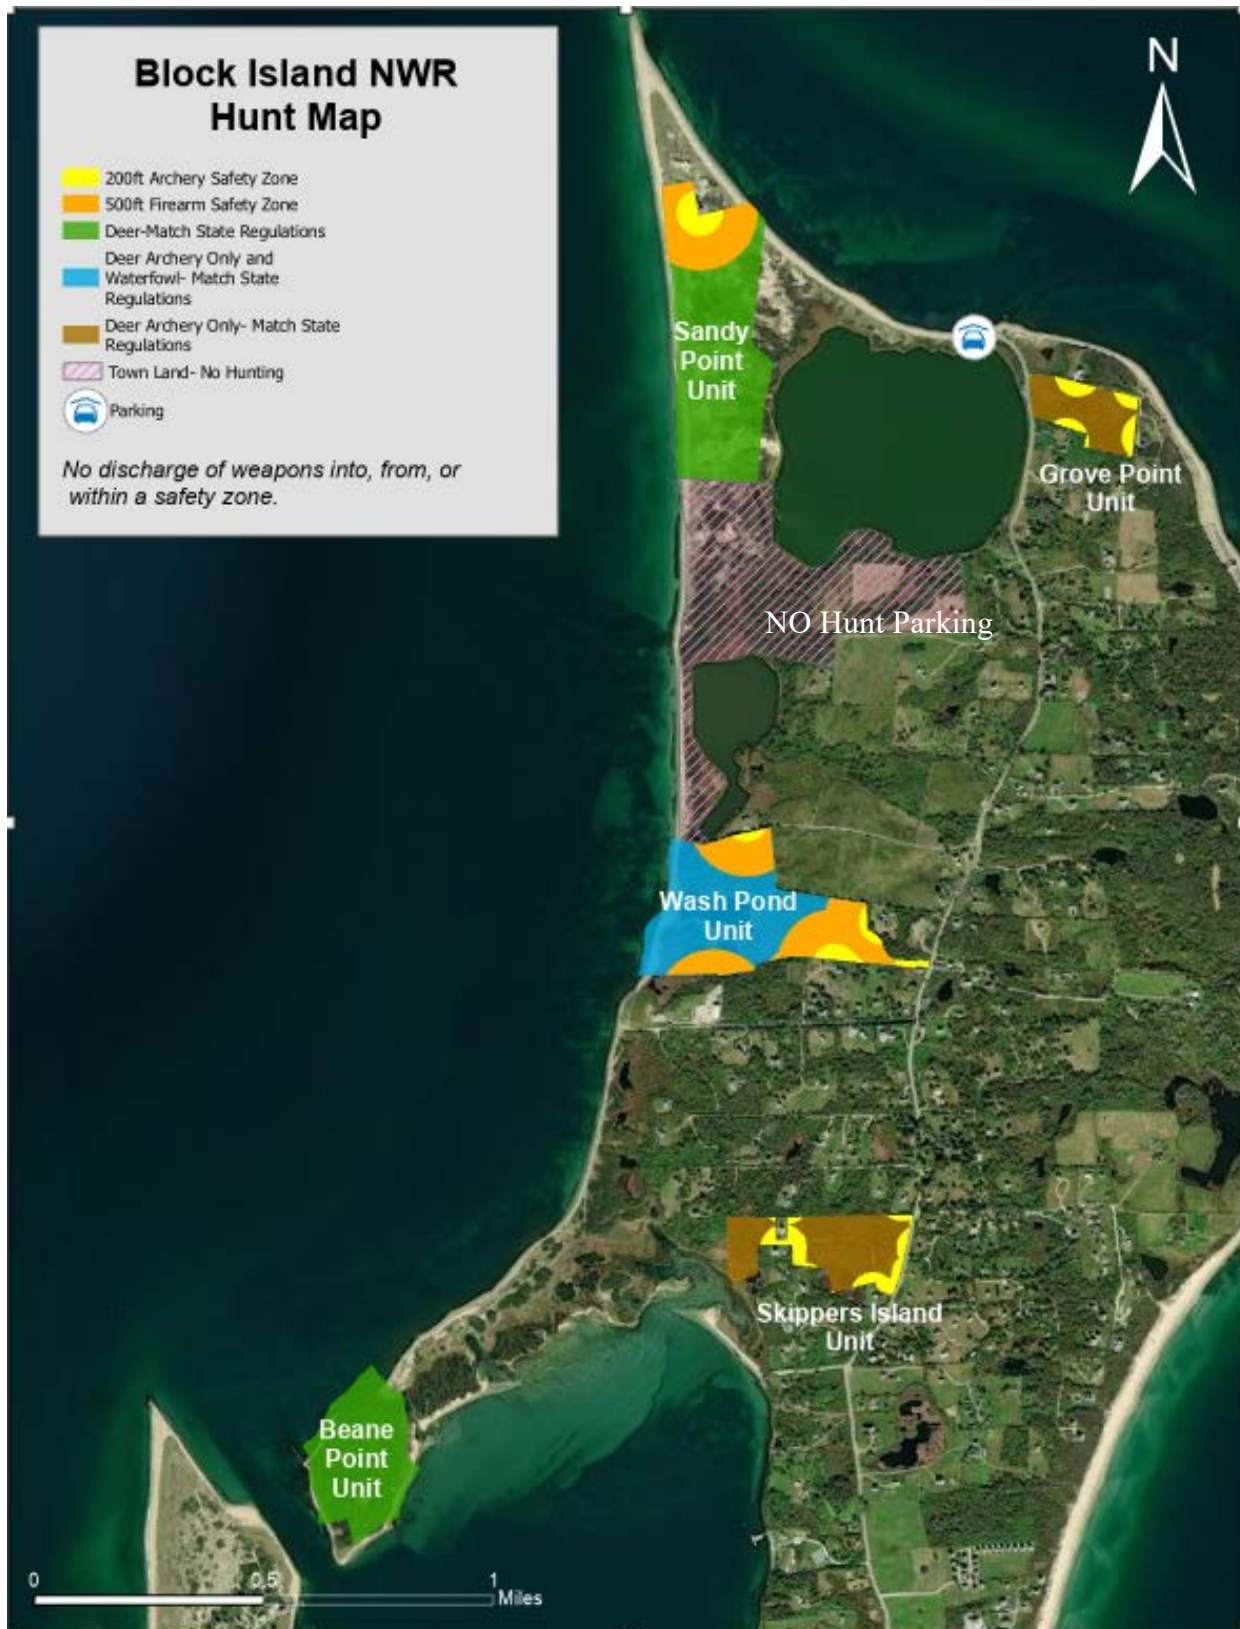 Block Island NWR
Hunt Map
200ft Archery Safety Zone
500ft Firearm Safety Zone
Deer-Match State Regulations
Deer Archery Only and
Waterfowl- Match State
Regulations
Deer Archery Only- Match State
Regulations
Town Land- No Hunting
Parking
No discharge of weapons into, from, or
within a safety zone.
N
Sandy
Point
Unit
Grove Point
Unit
NO Hunt Parking
Wash Pond
Unit
Skippers Island
Unit
Beane
Point
Unit
0 0.5 1
Miles